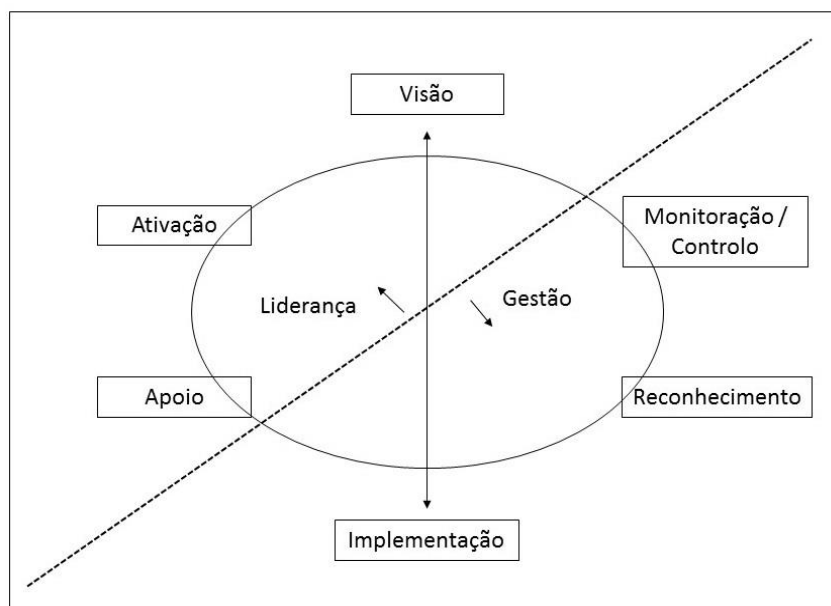 Visão
Ativação
Monitoração /
Controlo
Liderança
Gestão
Apoio
Reconhecimento
Implementação